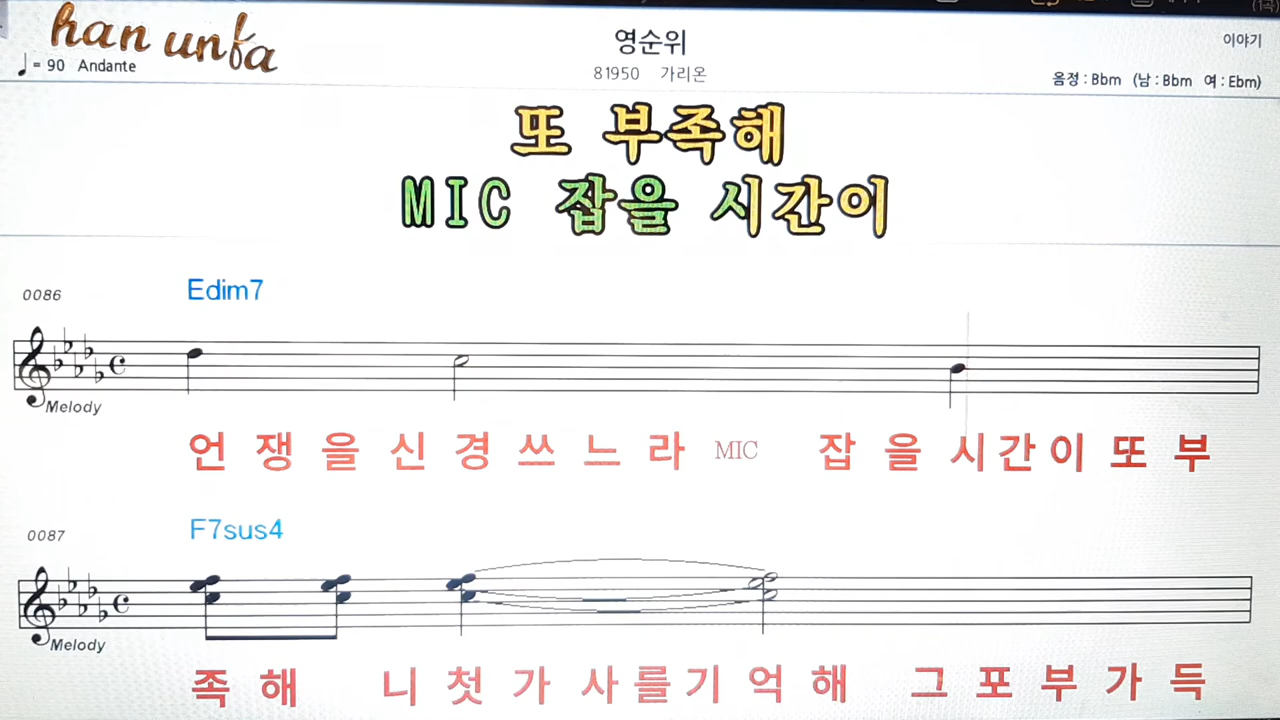 han unfa
영순위
이야기
♩= 90 Andante
81950 가리온
음정 : Bbm (남 : Bbm 여 : Ebm)
또 부족해
MIC 잡을 시간이
0086
Edim7
Melody
언 쟁 을 신 경 쓰 느 라 MIC 잡 을 시 간 이 또 부
0087
F7sus4
Melody
족 해 니 첫 가 사 를 기 억 해 그 포 부 가 득